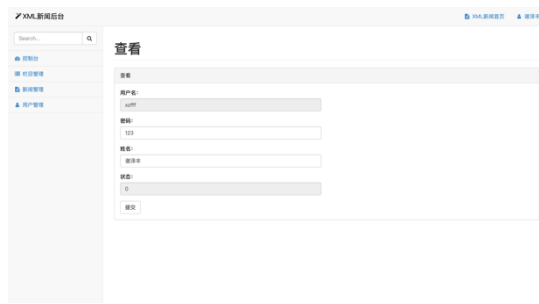 XML新闻后台
XML新闻首页
Search...
控制台
栏目管理
新闻管理
用户管理
查看
查看
用户名:
密码:
123
姓名:
状态:
0
提交